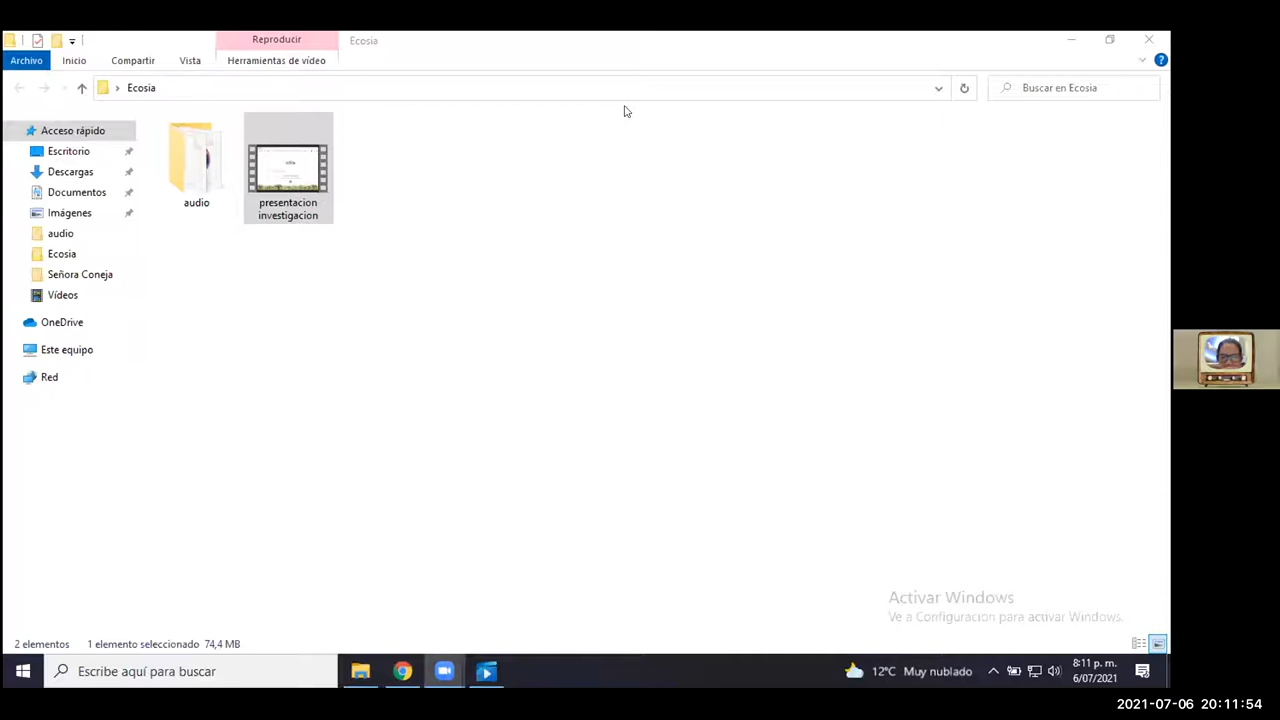 Reproducir
Ecosia
Archivo
Inicio
Compartir
Vista
Herramientas de vídeo
Ecosia
Buscar en Ecosia
Acceso rápido
Escritorio
Descargas
Documentos
Imágenes
audio
Ecosia
Señora Coneja
Vídeos
OneDrive
Este equipo
Red
audio
presentacion
investigacion
Activar Windows
Ve a Configuración para activar Windows.
2 elementos
1 elemento seleccionado 74,4 MB
Escribe aquí para buscar
12°C Muy nublado
8:11 p. m.
6/07/2021
2021-07-06 20:11:54